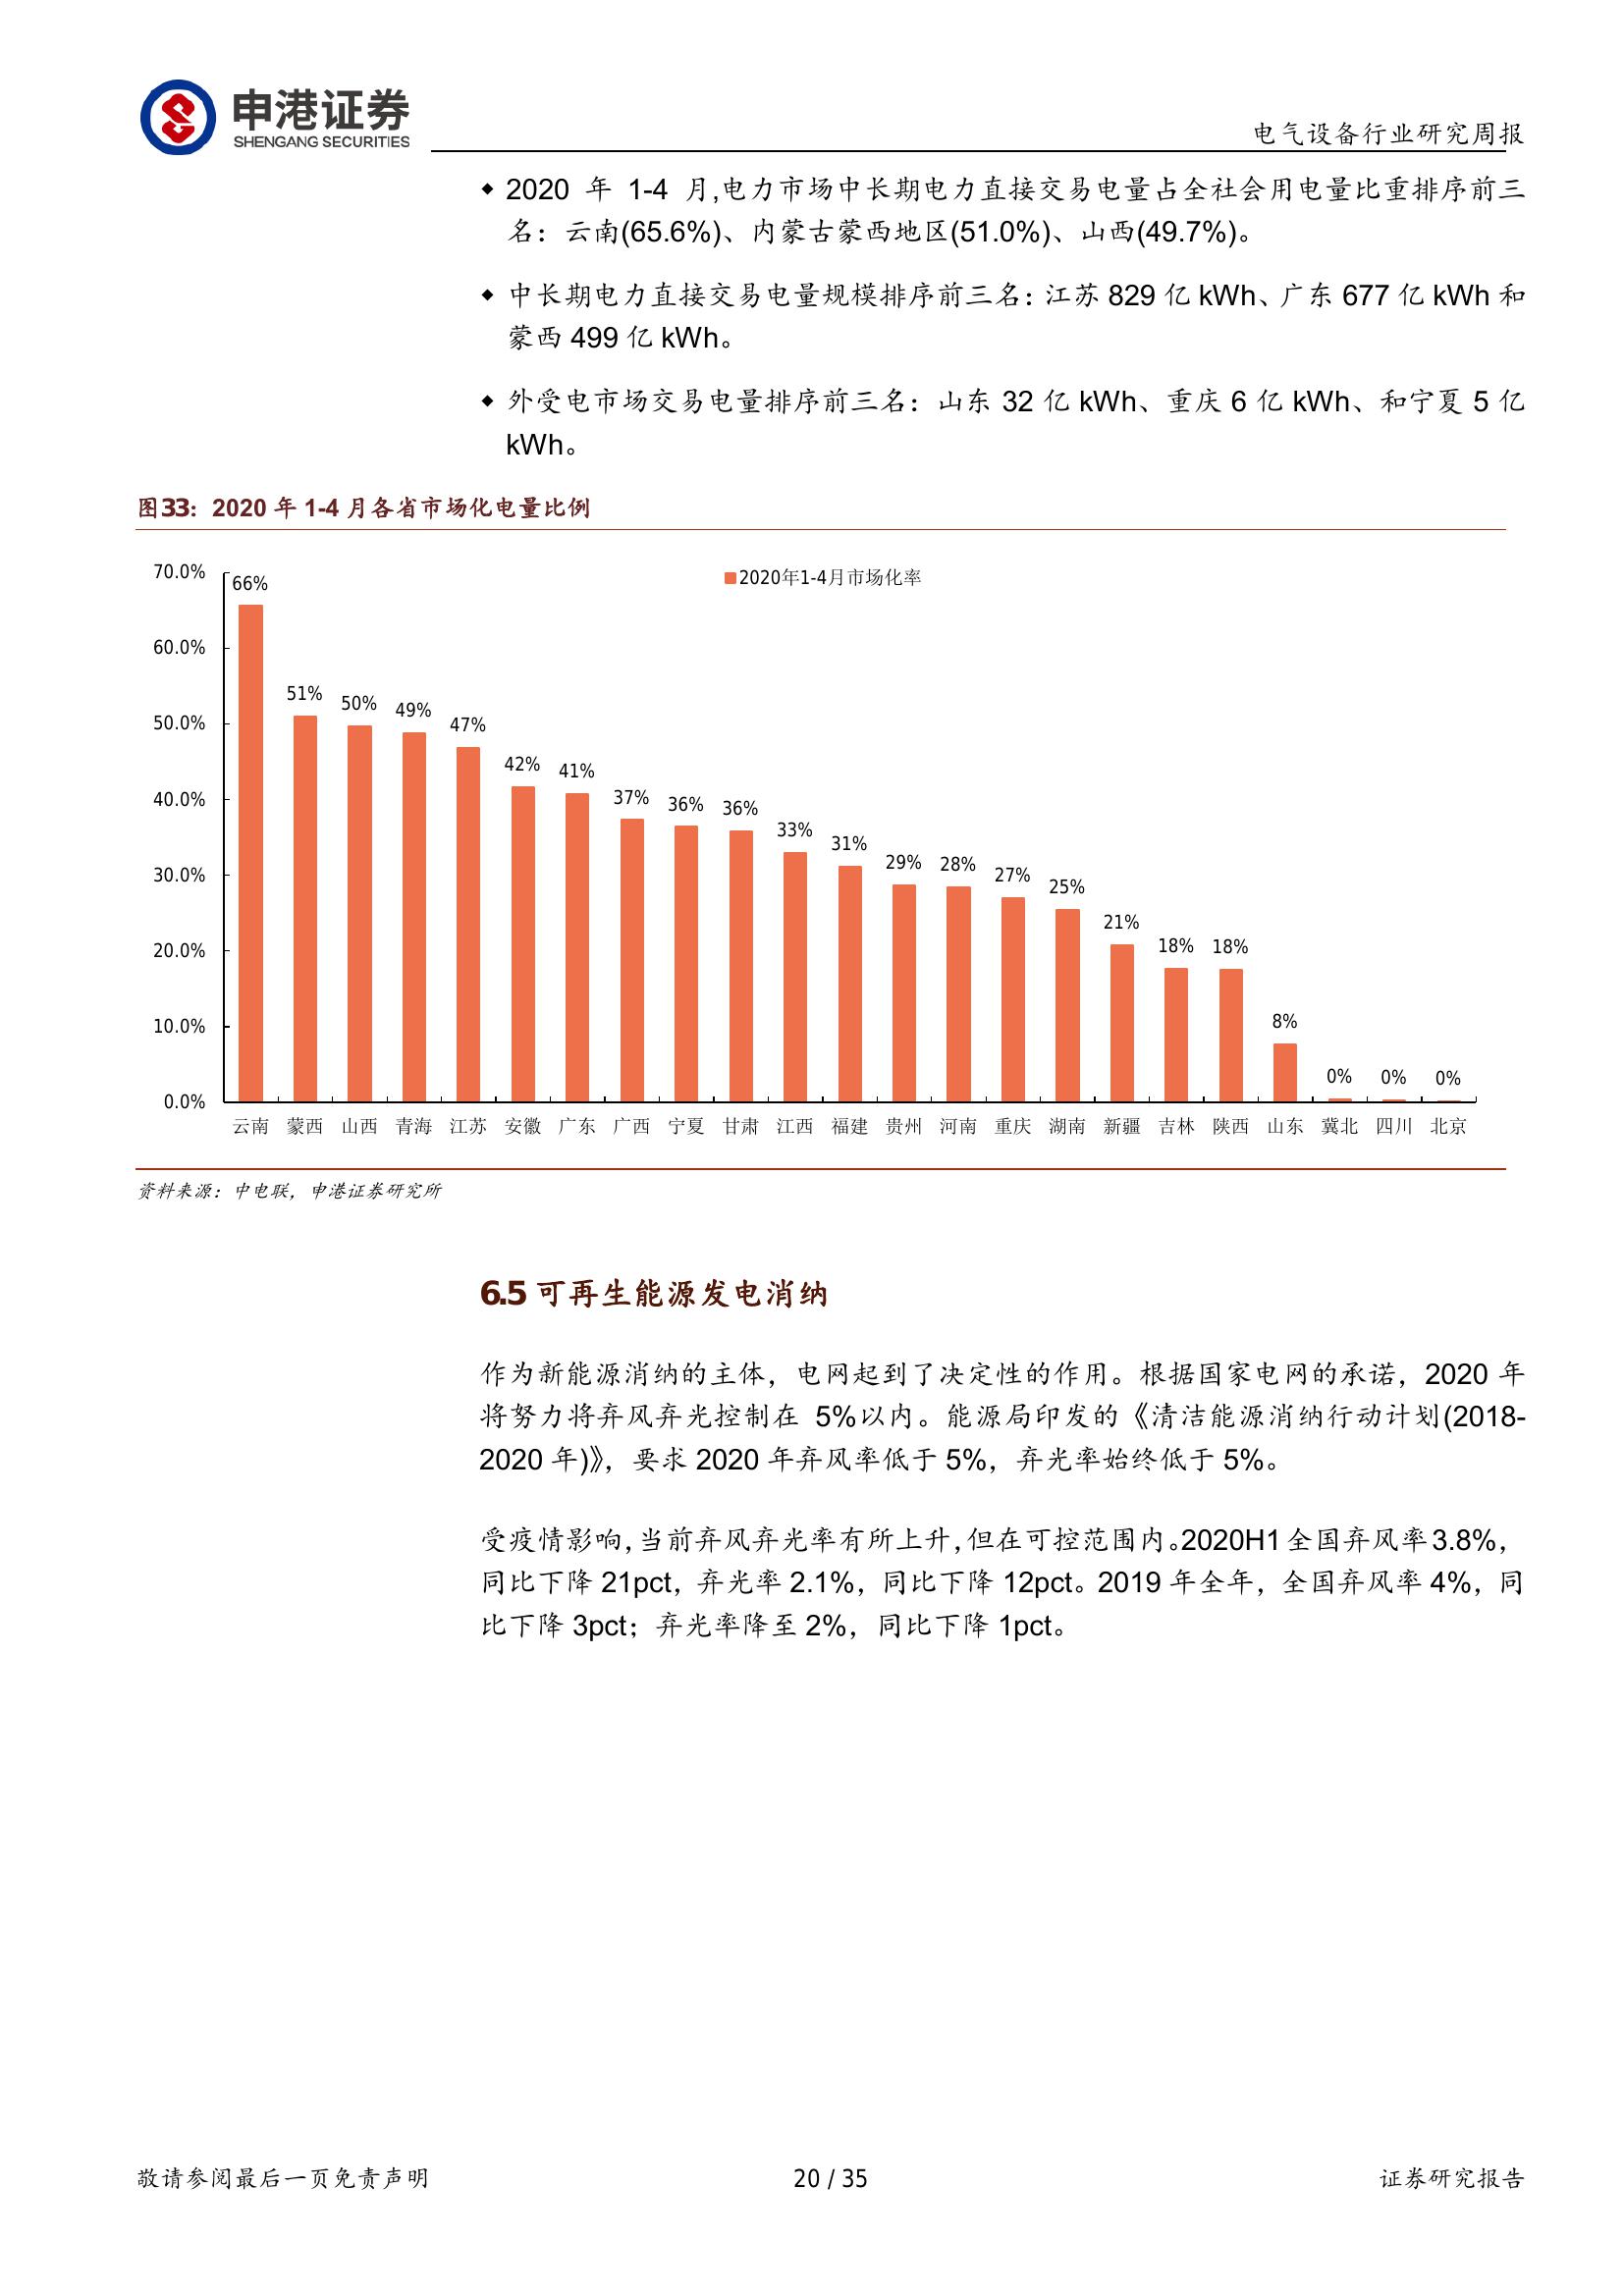 申港证券
SHENGANG SECURITIES
电气设备行业研究周报
◆ 2020 年 1-4 月,电力市场中长期电力直接交易电量占全社会用电量比重排序前三
名：云南(65.6%)、内蒙古蒙西地区(51.0%)、山西(49.7%)。
◆ 中长期电力直接交易电量规模排序前三名：江苏 829 亿 kWh、广东 677 亿 kWh 和
蒙西 499 亿 kWh。
◆ 外受电市场交易电量排序前三名：山东 32 亿 kWh、重庆 6 亿 kWh、和宁夏 5 亿
kWh。
图33：2020 年 1-4 月各省市场化电量比例
2020年1-4月市场化率
70.0%
60.0%
50.0%
40.0%
30.0%
20.0%
10.0%
0.0%
66% 51% 50% 49% 47% 42% 41% 37% 36% 36% 33% 31% 29% 28% 27% 25% 21% 18% 18% 8% 0% 0% 0%
云南 蒙西 山西 青海 江苏 安徽 广东 广西 宁夏 甘肃 江西 福建 贵州 河南 重庆 湖南 新疆 吉林 陕西 山东 冀北 四川 北京
资料来源：中电联，申港证券研究所
6.5 可再生能源发电消纳
作为新能源消纳的主体，电网起到了决定性的作用。根据国家电网的承诺，2020 年
将努力将弃风弃光控制在 5%以内。能源局印发的《清洁能源消纳行动计划(2018-
2020 年)》，要求 2020 年弃风率低于 5%，弃光率始终低于 5%。
受疫情影响,当前弃风弃光率有所上升,但在可控范围内。2020H1 全国弃风率 3.8%，
同比下降 21pct，弃光率 2.1%，同比下降 12pct。2019 年全年，全国弃风率 4%，同
比下降 3pct；弃光率降至 2%，同比下降 1pct。
敬请参阅最后一页免责声明
20 / 35
证券研究报告